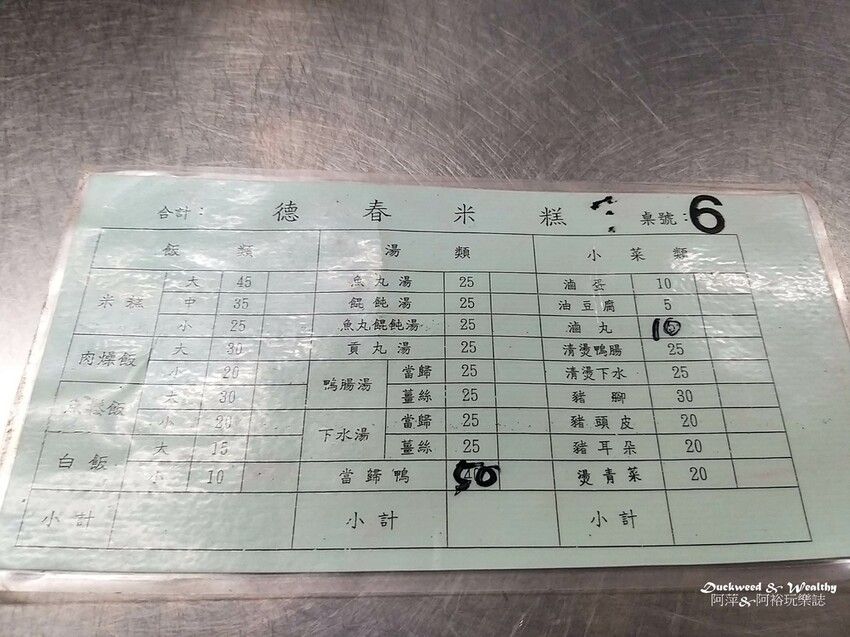 合計： 德春米糕 桌號：6
飯類 湯類 小菜類
米糕 大 45 魚丸湯 25 滷蛋 10
中 35 餛飩湯 25 油豆腐 5
小 25 魚丸餛飩湯 25 滷丸 10
肉燥飯 大 30 貢丸湯 25 清燙鴨腸 25
小 20 鴨腸湯 當歸 25 清燙下水 25
飯 大 30 薑絲 25 豬腳 30
小 20 下水湯 當歸 25 豬頭皮 20
白飯 大 15 薑絲 25 豬耳朵 20
小 10 當歸鴨 50 燙青菜 20
小計 小計 小計
Duckweed & Wealthy
阿萍&阿裕玩樂誌